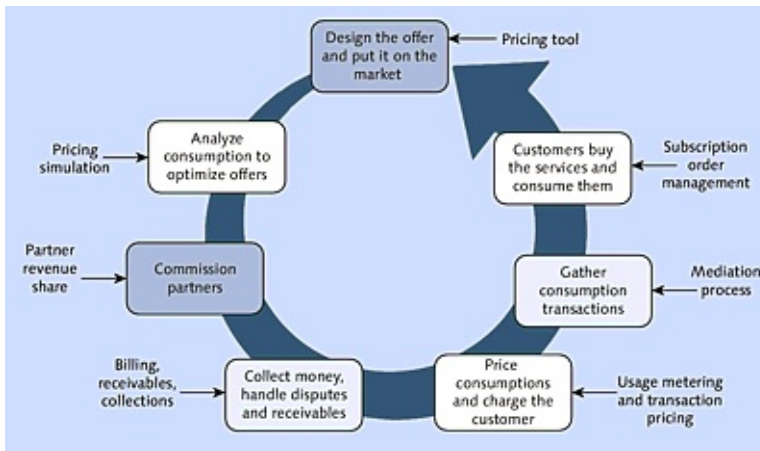 Design the offer
and put it on the
market
Pricing tool
Customers buy
the services and
consume them
Subscription
order
management
Gather
consumption
transactions
Mediation
process
Price
consumptions
and charge the
customer
Usage metering
and transaction
pricing
Collect money,
handle disputes
and receivables
Billing,
receivables,
collections
Commission
partners
Partner
revenue
share
Analyze
consumption to
optimize offers
Pricing
simulation